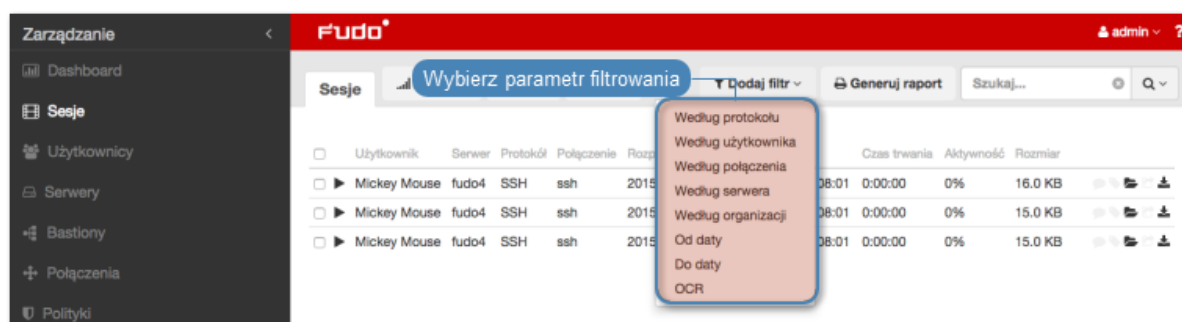 Zarządzanie
Fudo
admin
?
Dashboard
Sesje
Wybierz parametr filtrowania
Dodaj filtr
Generuj raport
Szukaj...
Sesje
Według protokołu
Według użytkownika
Według połączenia
Według serwera
Według organizacji
Od daty
Do daty
OCR
Użytkownicy
Użytkownik Serwer Protokół Połączenie Czas trwania Aktywność Rozmiar
Serwery
Mickey Mouse fudo4 SSH ssh 2015 08:01 0:00:00 0% 16.0 KB
Mickey Mouse fudo4 SSH ssh 2015 08:01 0:00:00 0% 15.0 KB
Bastiony
Mickey Mouse fudo4 SSH ssh 2015 08:01 0:00:00 0% 15.0 KB
Połączenia
Polityki